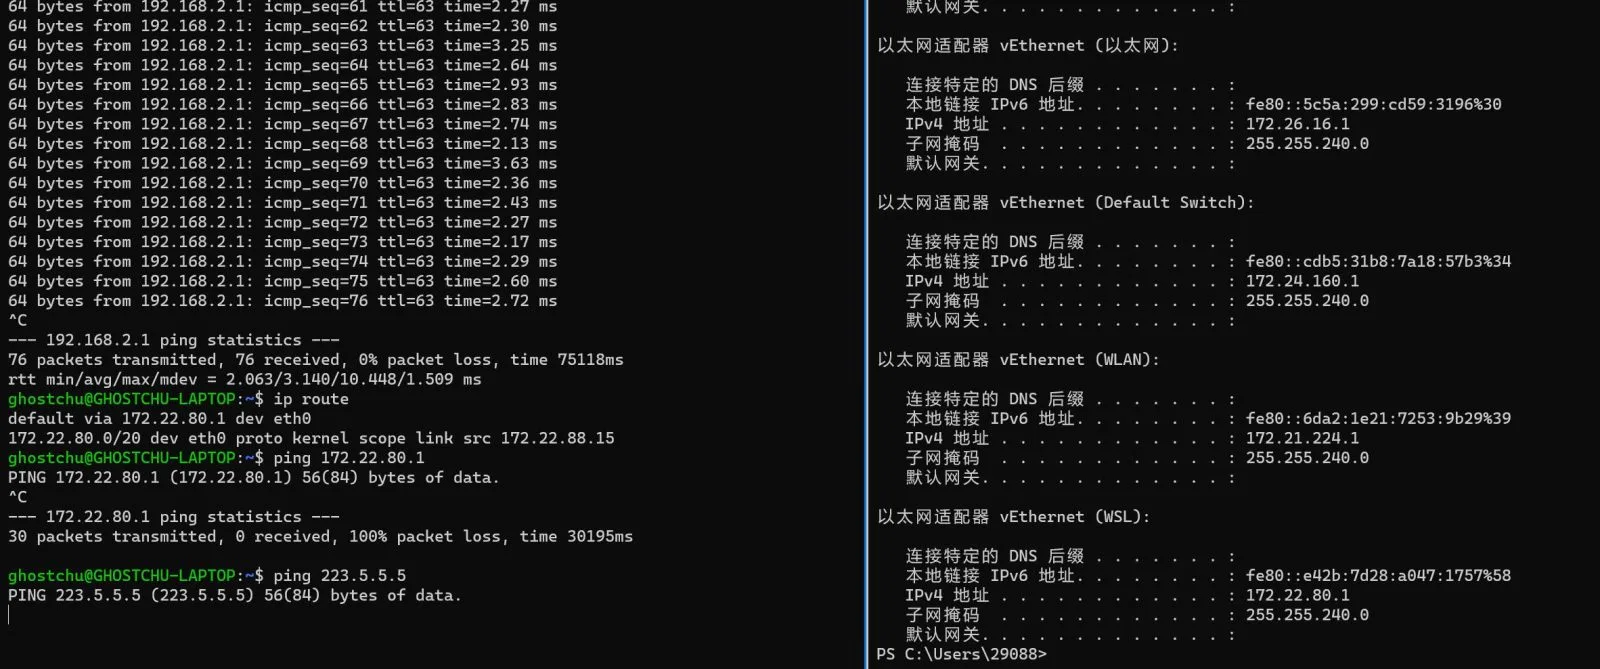 64 bytes from 192.168.2.1: icmp_seq=61 ttl=63 time=2.27 ms
64 bytes from 192.168.2.1: icmp_seq=62 ttl=63 time=2.30 ms
64 bytes from 192.168.2.1: icmp_seq=63 ttl=63 time=3.25 ms
64 bytes from 192.168.2.1: icmp_seq=64 ttl=63 time=2.64 ms
64 bytes from 192.168.2.1: icmp_seq=65 ttl=63 time=2.93 ms
64 bytes from 192.168.2.1: icmp_seq=66 ttl=63 time=2.83 ms
64 bytes from 192.168.2.1: icmp_seq=67 ttl=63 time=2.74 ms
64 bytes from 192.168.2.1: icmp_seq=68 ttl=63 time=2.13 ms
64 bytes from 192.168.2.1: icmp_seq=69 ttl=63 time=3.63 ms
64 bytes from 192.168.2.1: icmp_seq=70 ttl=63 time=2.36 ms
64 bytes from 192.168.2.1: icmp_seq=71 ttl=63 time=2.43 ms
64 bytes from 192.168.2.1: icmp_seq=72 ttl=63 time=2.27 ms
64 bytes from 192.168.2.1: icmp_seq=73 ttl=63 time=2.17 ms
64 bytes from 192.168.2.1: icmp_seq=74 ttl=63 time=2.29 ms
64 bytes from 192.168.2.1: icmp_seq=75 ttl=63 time=2.60 ms
64 bytes from 192.168.2.1: icmp_seq=76 ttl=63 time=2.72 ms
^C
--- 192.168.2.1 ping statistics ---
76 packets transmitted, 76 received, 0% packet loss, time 75118ms
rtt min/avg/max/mdev = 2.063/3.140/10.448/1.509 ms
ghostchu@GHOSTCHU-LAPTOP:~$ ip route
default via 172.22.80.1 dev eth0
172.22.80.0/20 dev eth0 proto kernel scope link src 172.22.88.15
ghostchu@GHOSTCHU-LAPTOP:~$ ping 172.22.80.1
PING 172.22.80.1 (172.22.80.1) 56(84) bytes of data.
^C
--- 172.22.80.1 ping statistics ---
30 packets transmitted, 0 received, 100% packet loss, time 30195ms
ghostchu@GHOSTCHU-LAPTOP:~$ ping 223.5.5.5
PING 223.5.5.5 (223.5.5.5) 56(84) bytes of data.
默认网关. . . . . . . . . . . . . :
以太网适配器 vEthernet (以太网):
连接特定的 DNS 后缀 . . . . . . . :
本地链接 IPv6 地址. . . . . . . . : fe80::5c5a:299:cd59:3196%30
IPv4 地址 . . . . . . . . . . . . : 172.26.16.1
子网掩码 . . . . . . . . . . . . : 255.255.240.0
默认网关. . . . . . . . . . . . . :
以太网适配器 vEthernet (Default Switch):
连接特定的 DNS 后缀 . . . . . . . :
本地链接 IPv6 地址. . . . . . . . : fe80::cdb5:31b8:7a18:57b3%34
IPv4 地址 . . . . . . . . . . . . : 172.24.160.1
子网掩码 . . . . . . . . . . . . : 255.255.240.0
默认网关. . . . . . . . . . . . . :
以太网适配器 vEthernet (WLAN):
连接特定的 DNS 后缀 . . . . . . . :
本地链接 IPv6 地址. . . . . . . . : fe80::6da2:1e21:7253:9b29%39
IPv4 地址 . . . . . . . . . . . . : 172.21.224.1
子网掩码 . . . . . . . . . . . . : 255.255.240.0
默认网关. . . . . . . . . . . . . :
以太网适配器 vEthernet (WSL):
连接特定的 DNS 后缀 . . . . . . . :
本地链接 IPv6 地址. . . . . . . . : fe80::e42b:7d28:a047:1757%58
IPv4 地址 . . . . . . . . . . . . : 172.22.80.1
子网掩码 . . . . . . . . . . . . : 255.255.240.0
默认网关. . . . . . . . . . . . . :
PS C:\Users\29088>